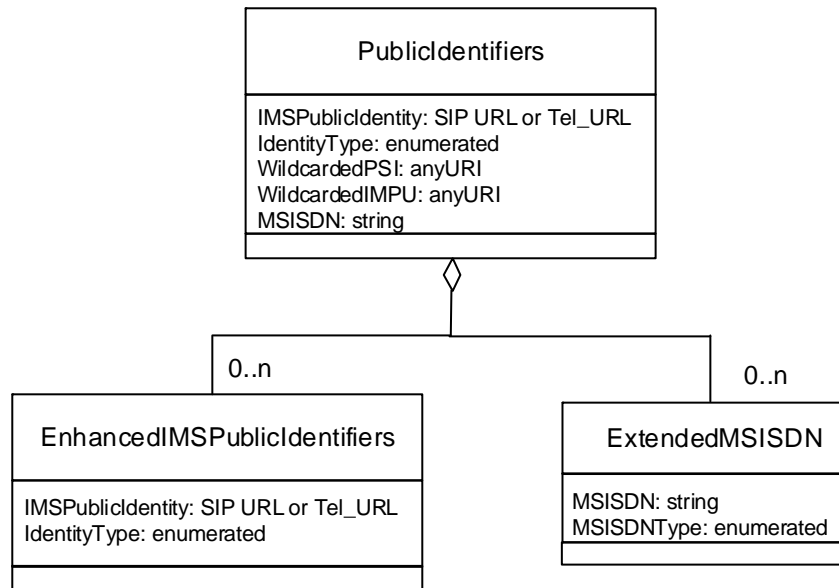 PublicIdentifiers
IMSPublicIdentity: SIP URL or Tel_URL
IdentityType: enumerated
WildcardedPSI: anyURI
WildcardedIMPU: anyURI
MSISDN: string
0..n
0..n
EnhancedIMSPublicIdentifiers
IMSPublicIdentity: SIP URL or Tel_URL
IdentityType: enumerated
ExtendedMSISDN
MSISDN: string
MSISDNType: enumerated